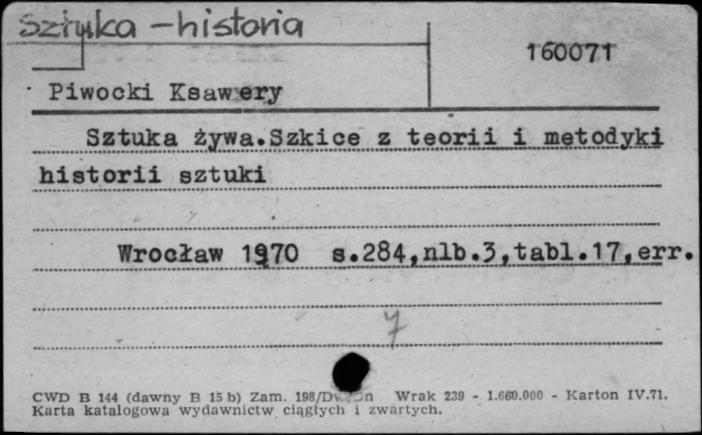 Sztuka - historia
160071
Piwocki Ksawery
Sztuka żywa.Szkice z teorii i metodyki
historii sztuki
Wrocław 1970 s.284,nlb.3,tabl.17,err.
7
CWD B 144 (dawny B 15 b) Zam. 198/ Wrak 239 - 1.660.000 - Karton IV.71.
Karta katalogowa wydawnictw ciągłych i zwartych.